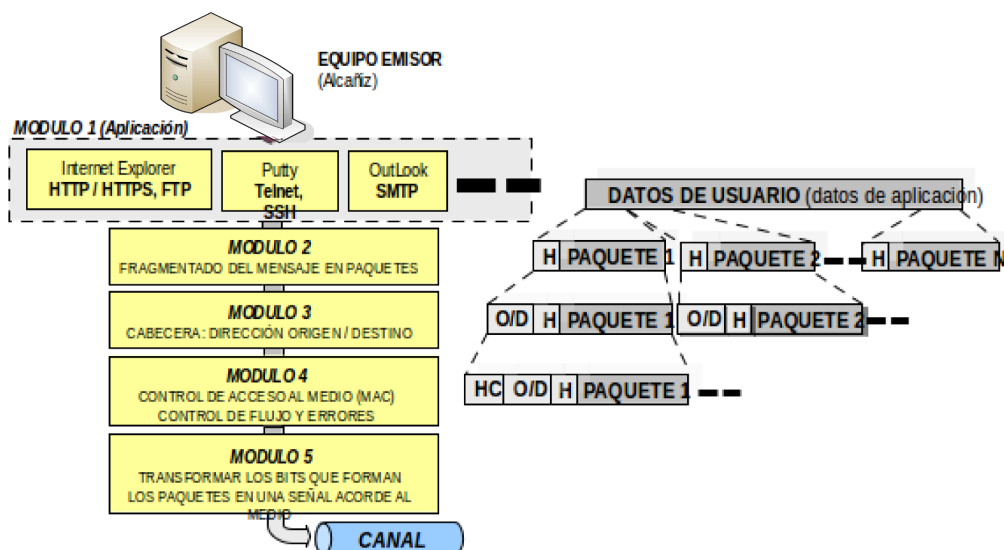 EQUIPO EMISOR
(Alcañiz)
MODULO 1 (Aplicación)
Internet Explorer
HTTP / HTTPS, FTP
Putty
Telnet,
SSH
OutLook
SMTP
DATOS DE USUARIO (datos de aplicación)
MODULO 2
FRAGMENTADO DEL MENSAJE EN PAQUETES
H PAQUETE 1
H PAQUETE 2
H PAQUETE N
MODULO 3
CABECERA: DIRECCIÓN ORIGEN / DESTINO
O/D H PAQUETE 1
O/D H PAQUETE 2
MODULO 4
CONTROL DE ACCESO AL MEDIO (MAC)
CONTROL DE FLUJO Y ERRORES
HC O/D H PAQUETE 1
MODULO 5
TRANSFORMAR LOS BITS QUE FORMAN
LOS PAQUETES EN UNA SEÑAL ACORDE AL
MEDIO
CANAL